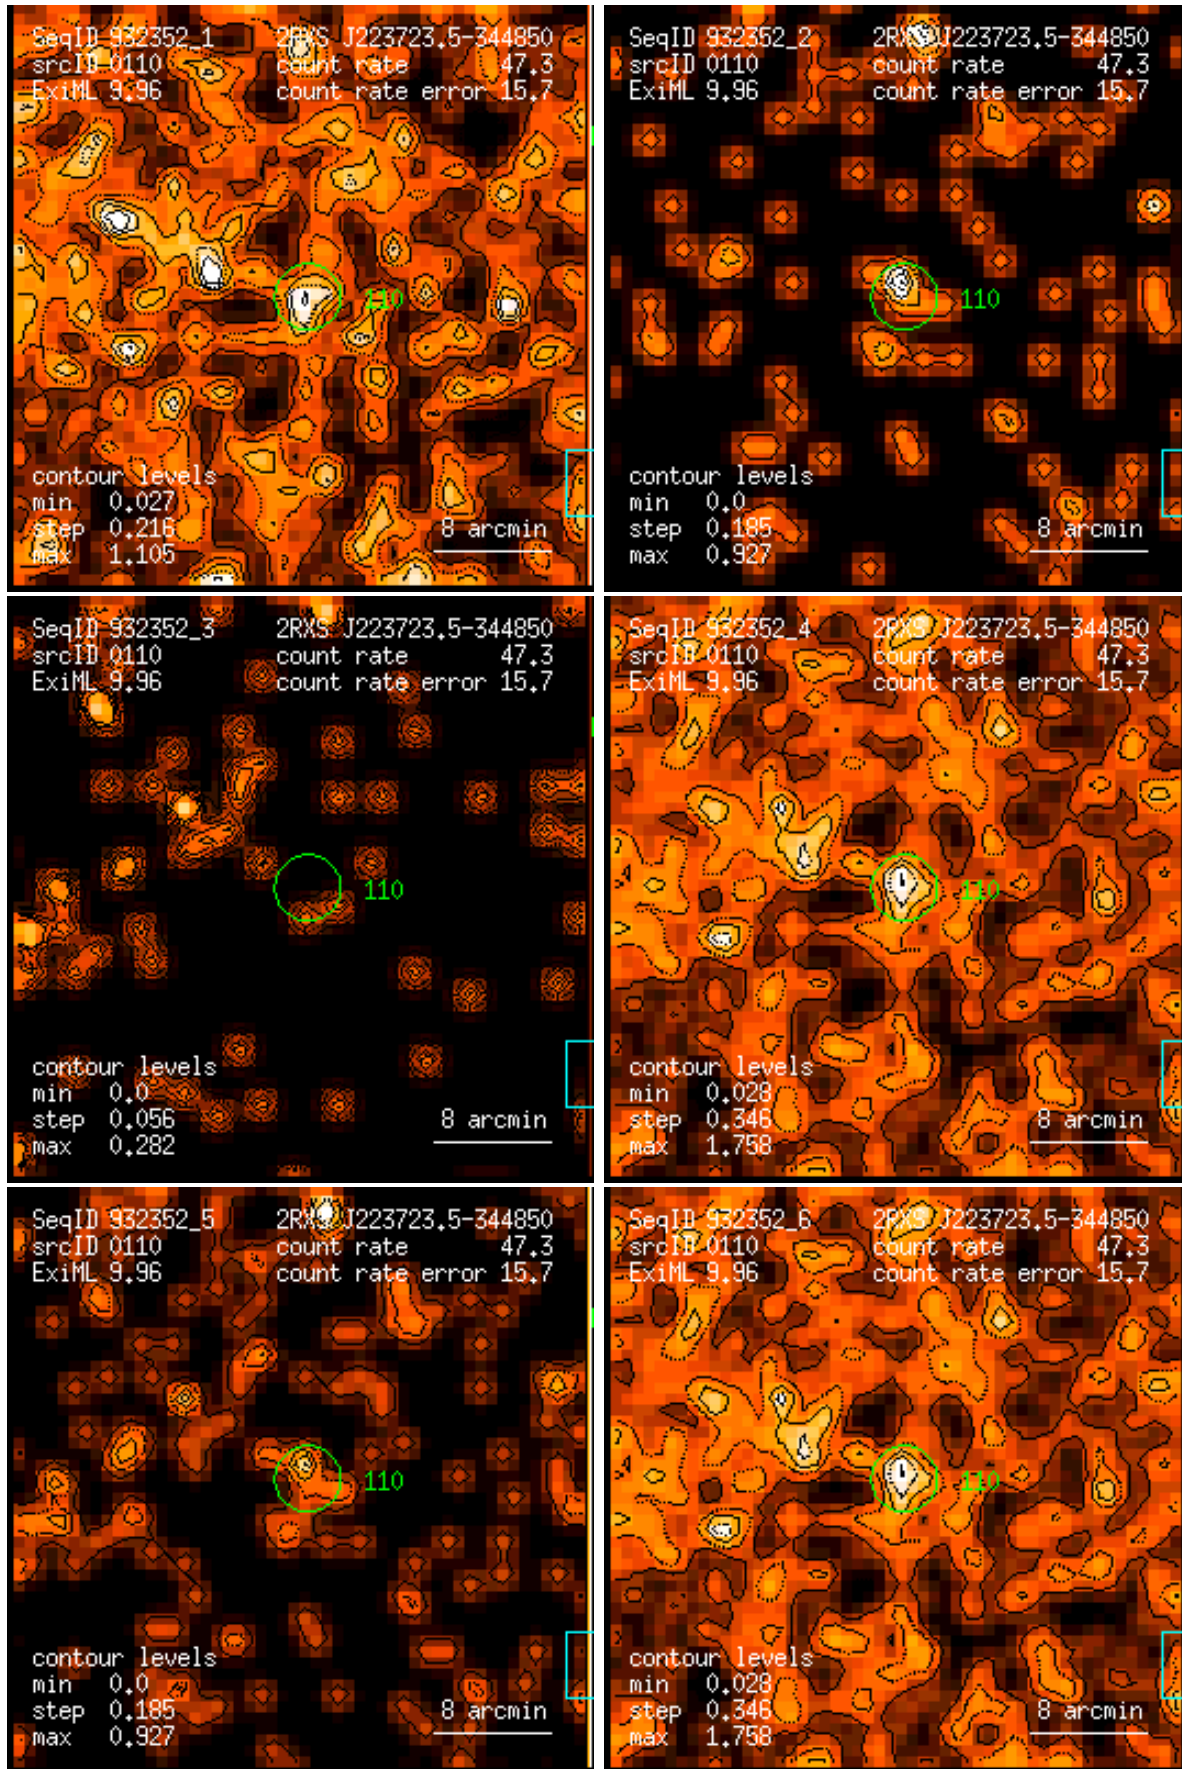 SeqID 932352_1 2RXS J223723.5-344850
srcID 0110 count rate 47.3
ExiML 9.96 count rate error 15.7
110
contour levels
min 0.027
step 0.216 8 arcmin
max 1.105
SeqID 932352_2 2RXS J223723.5-344850
srcID 0110 count rate 47.3
ExiML 9.96 count rate error 15.7
110
contour levels
min 0.0
step 0.185 8 arcmin
max 0.927
SeqID 932352_3 2RXS J223723.5-344850
srcID 0110 count rate 47.3
ExiML 9.96 count rate error 15.7
110
contour levels
min 0.0
step 0.056 8 arcmin
max 0.282
SeqID 932352_4 2RXS J223723.5-344850
srcID 0110 count rate 47.3
ExiML 9.96 count rate error 15.7
110
contour levels
min 0.028
step 0.346 8 arcmin
max 1.758
SeqID 932352_5 2RXS J223723.5-344850
srcID 0110 count rate 47.3
ExiML 9.96 count rate error 15.7
110
contour levels
min 0.0
step 0.185 8 arcmin
max 0.927
SeqID 932352_6 2RXS J223723.5-344850
srcID 0110 count rate 47.3
ExiML 9.96 count rate error 15.7
110
contour levels
min 0.028
step 0.346 8 arcmin
max 1.758